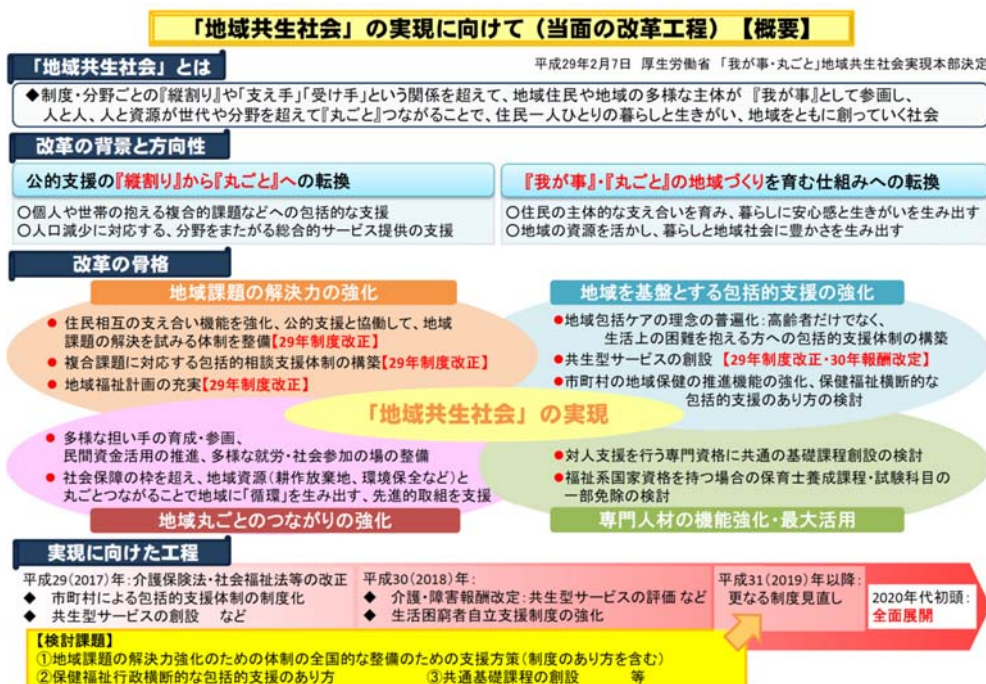 「地域共生社会」の実現に向けて（当面の改革工程）【概要】
「地域共生社会」とは
平成29年2月7日 厚生労働省 「我が事・丸ごと」地域共生社会実現本部決定
◆制度・分野ごとの『縦割り』や「支え手」「受け手」という関係を超えて、地域住民や地域の多様な主体が 『我が事』として参画し、
人と人、人と資源が世代や分野を超えて『丸ごと』つながることで、住民一人ひとりの暮らしと生きがい、地域をともに創っていく社会
改革の背景と方向性
公的支援の『縦割り』から『丸ごと』への転換
○個人や世帯の抱える複合的課題などへの包括的な支援
○人口減少に対応する、分野をまたがる総合的サービス提供の支援
『我が事』・『丸ごと』の地域づくりを育む仕組みへの転換
○住民の主体的な支え合いを育み、暮らしに安心感と生きがいを生み出す
○地域の資源を活かし、暮らしと地域社会に豊かさを生み出す
改革の骨格
地域課題の解決力の強化
● 住民相互の支え合い機能を強化、公的支援と協働して、地域
課題の解決を試みる体制を整備【29年制度改正】
● 複合課題に対応する包括的相談支援体制の構築【29年制度改正】
● 地域福祉計画の充実【29年制度改正】
地域を基盤とする包括的支援の強化
●地域包括ケアの理念の普遍化：高齢者だけでなく、
生活上の困難を抱える方への包括的支援体制の構築
●共生型サービスの創設 【29年制度改正・30年報酬改定】
●市町村の地域保健の推進機能の強化、保健福祉横断的な
包括的支援のあり方の検討
「地域共生社会」の実現
● 多様な担い手の育成・参画、
民間資金活用の推進、多様な就労・社会参加の場の整備
● 社会保障の枠を超え、地域資源（耕作放棄地、環境保全など）と
丸ごとつながることで地域に「循環」を生み出す、先進的取組を支援
地域丸ごとのつながりの強化
● 対人支援を行う専門資格に共通の基礎課程創設の検討
● 福祉系国家資格を持つ場合の保育士養成課程・試験科目の
一部免除の検討
専門人材の機能強化・最大活用
実現に向けた工程
平成29（2017）年：介護保険法・社会福祉法等の改正
◆ 市町村による包括的支援体制の制度化
◆ 共生型サービスの創設 など
平成30（2018）年：
◆ 介護・障害報酬改定：共生型サービスの評価 など
◆ 生活困窮者自立支援制度の強化
平成31（2019）年以降：
更なる制度見直し
2020年代初頭：
全面展開
【検討課題】
①地域課題の解決力強化のための体制の全国的な整備のための支援方策（制度のあり方を含む）
②保健福祉行政横断的な包括的支援のあり方 ③共通基礎課程の創設 等